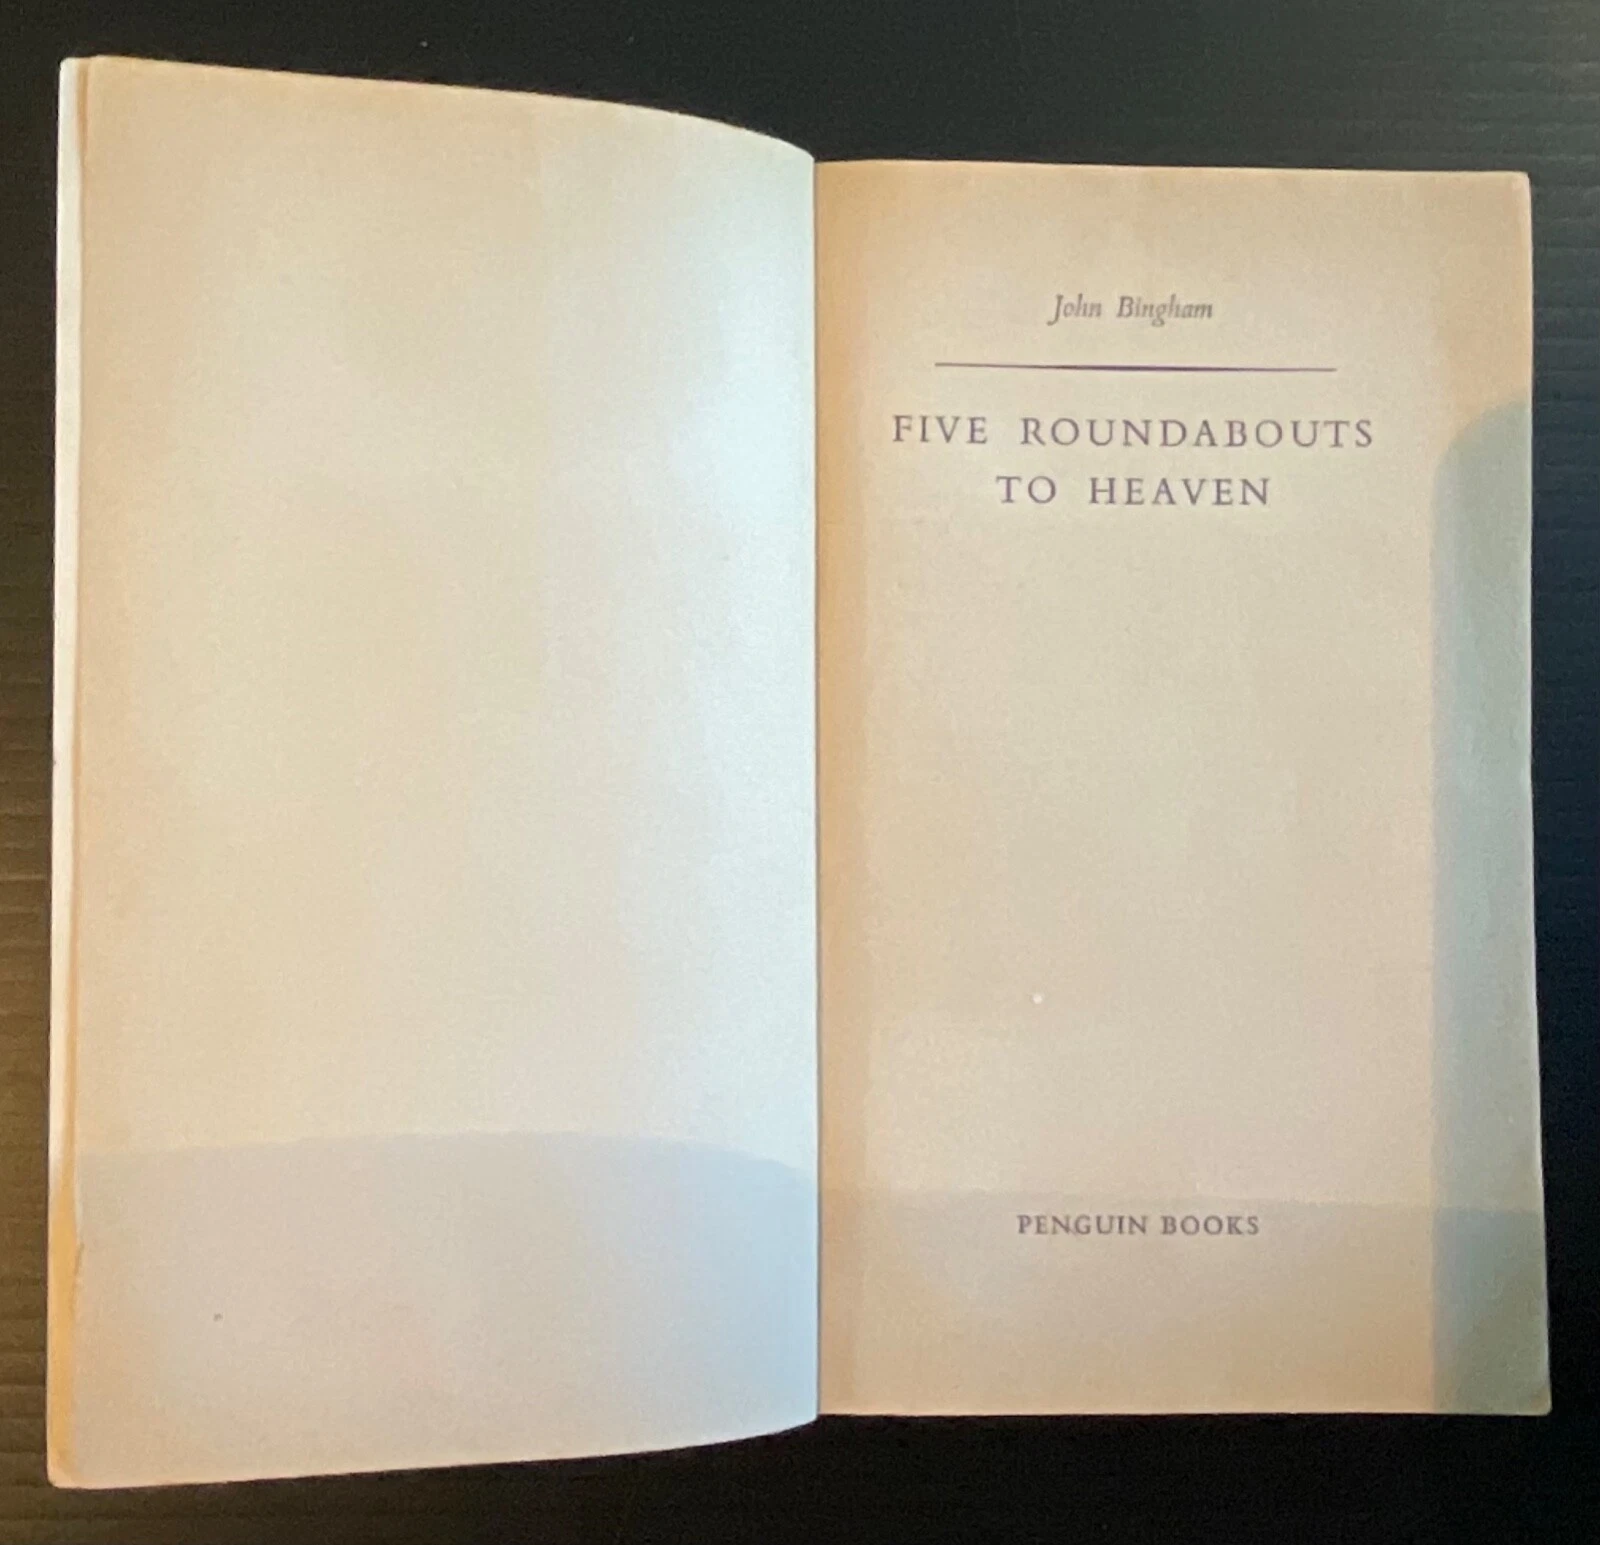 John Bingham
FIVE ROUNDABOUTS
TO HEAVEN
PENGUIN BOOKS